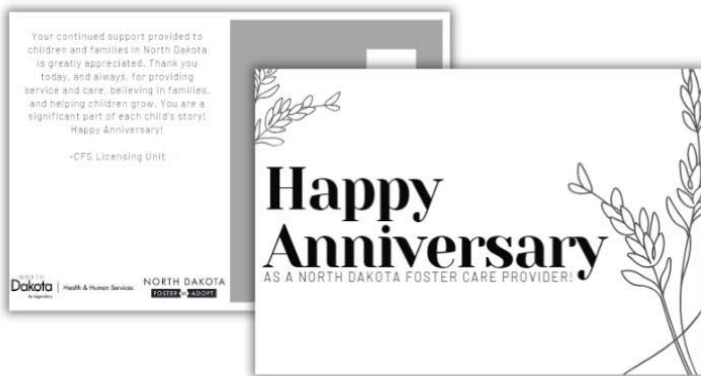 Your continued support provided to
children and families in North Dakota
is greatly appreciated. Thank you
today, and always, for providing
service and care, believing in families,
and helping children grow. You are a
significant part of each child's story!
Happy Anniversary!
-CFS Licensing Unit
NORTH
Dakota | Health & Human Services
Be Legendary.
NORTH DAKOTA
FOSTER ADOPT
Happy
Anniversary
AS A NORTH DAKOTA FOSTER CARE PROVIDER!